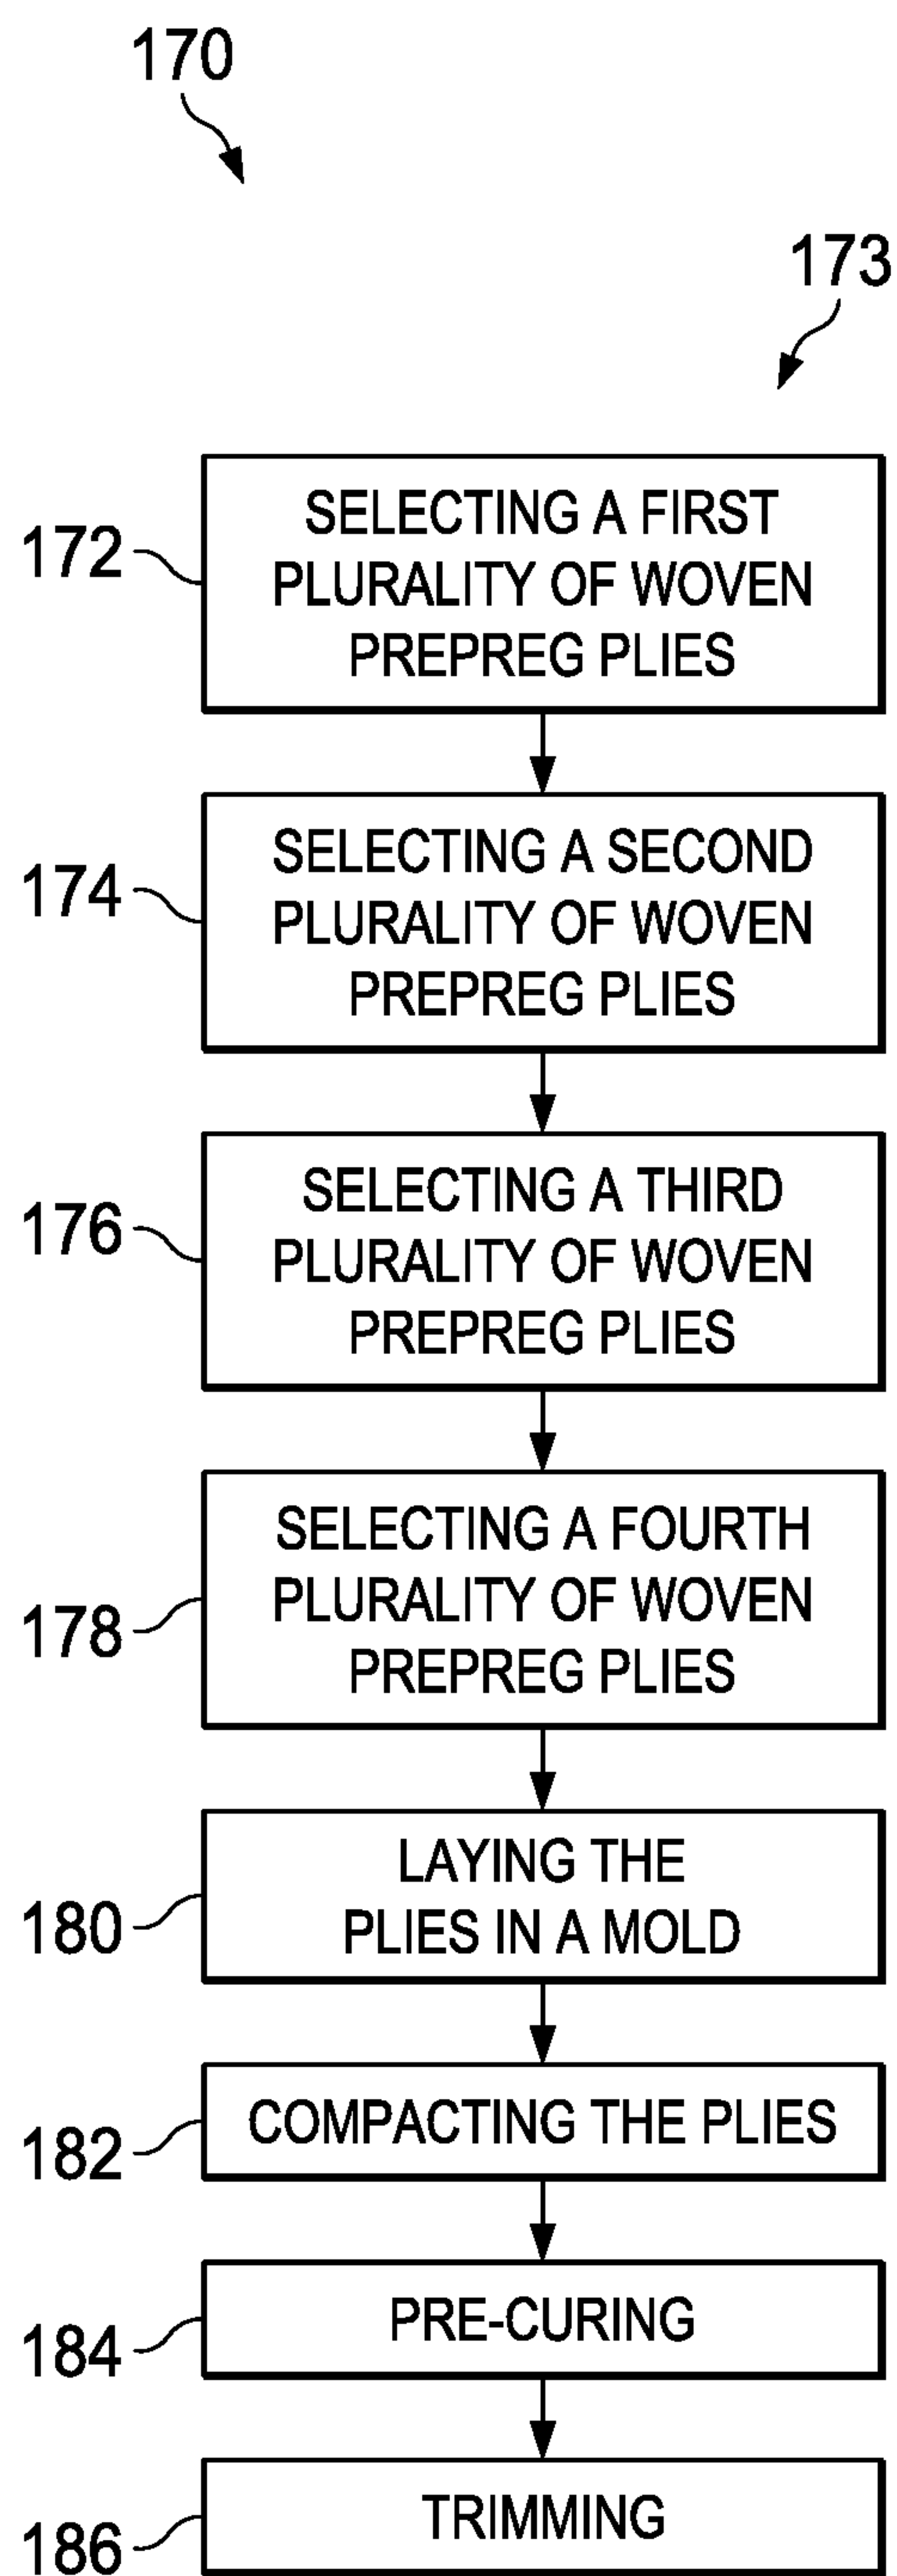 170
173
172
SELECTING A FIRST
PLURALITY OF WOVEN
PREPREG PLIES
174
SELECTING A SECOND
PLURALITY OF WOVEN
PREPREG PLIES
176
SELECTING A THIRD
PLURALITY OF WOVEN
PREPREG PLIES
178
SELECTING A FOURTH
PLURALITY OF WOVEN
PREPREG PLIES
180
LAYING THE
PLIES IN A MOLD
182
COMPACTING THE PLIES
184
PRE-CURING
186
TRIMMING